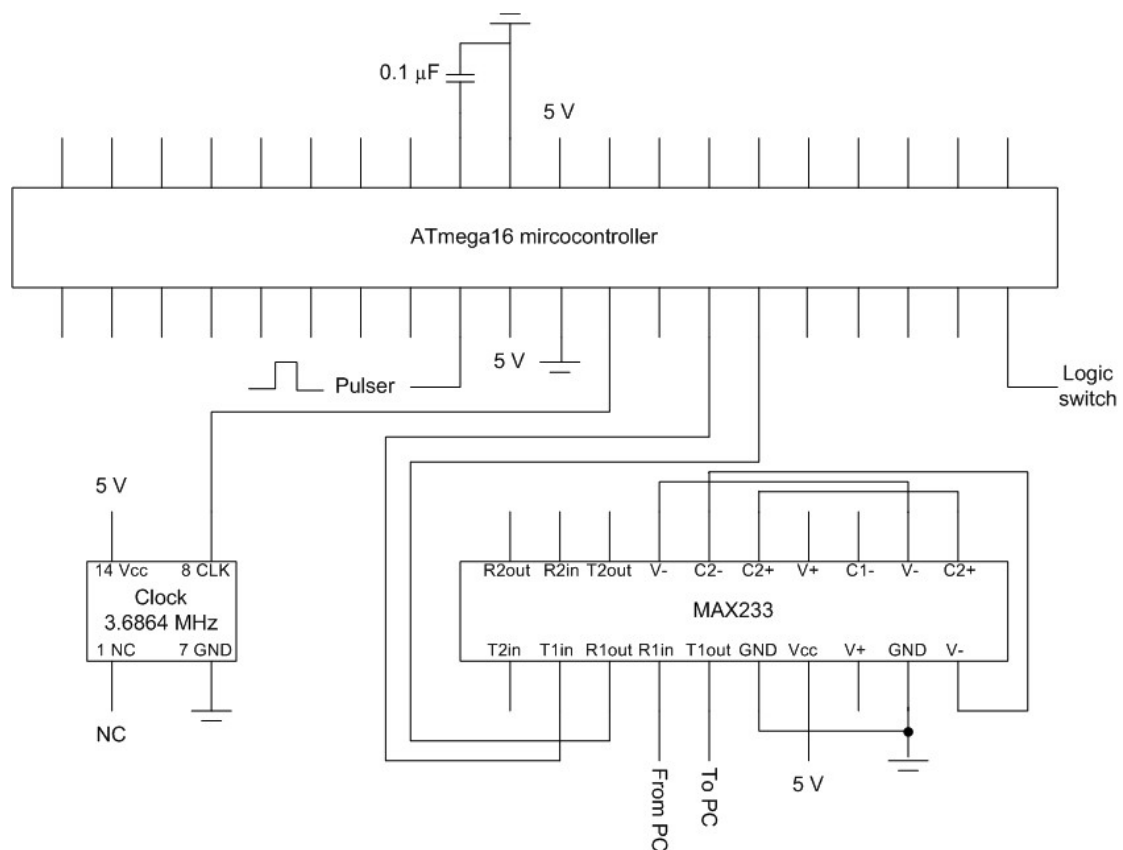 0.1 μF
5 V
ATmega16 mircocontroller
5 V
Pulser
Logic
switch
5 V
14 Vcc 8 CLK
Clock
3.6864 MHz
1 NC 7 GND
NC
R2out R2in T2out V- C2- C2+ V+ C1- V- C2+
MAX233
T2in T1in R1out R1in T1out GND Vcc V+ GND V-
From PC
To PC
5 V